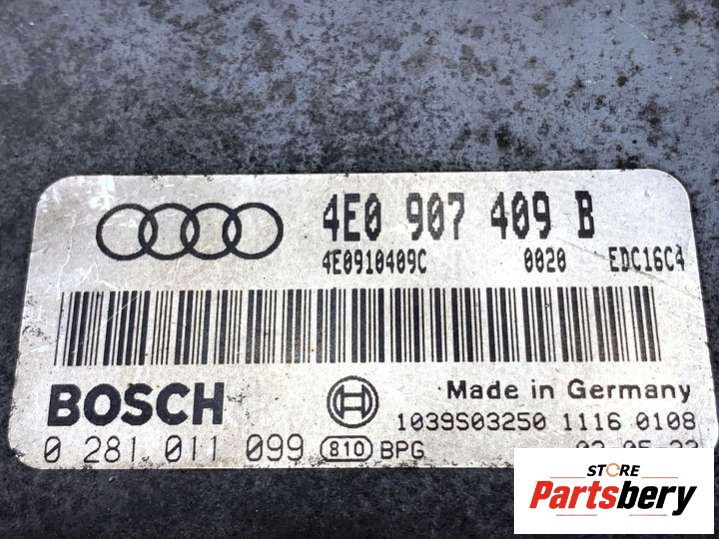 4E0 907 409 B
4E0910409C 0020 EDC16C4
BOSCH Made in Germany
1039S03250 1116 0108
0 281 011 099 810 BPG
STORE
Partsbery